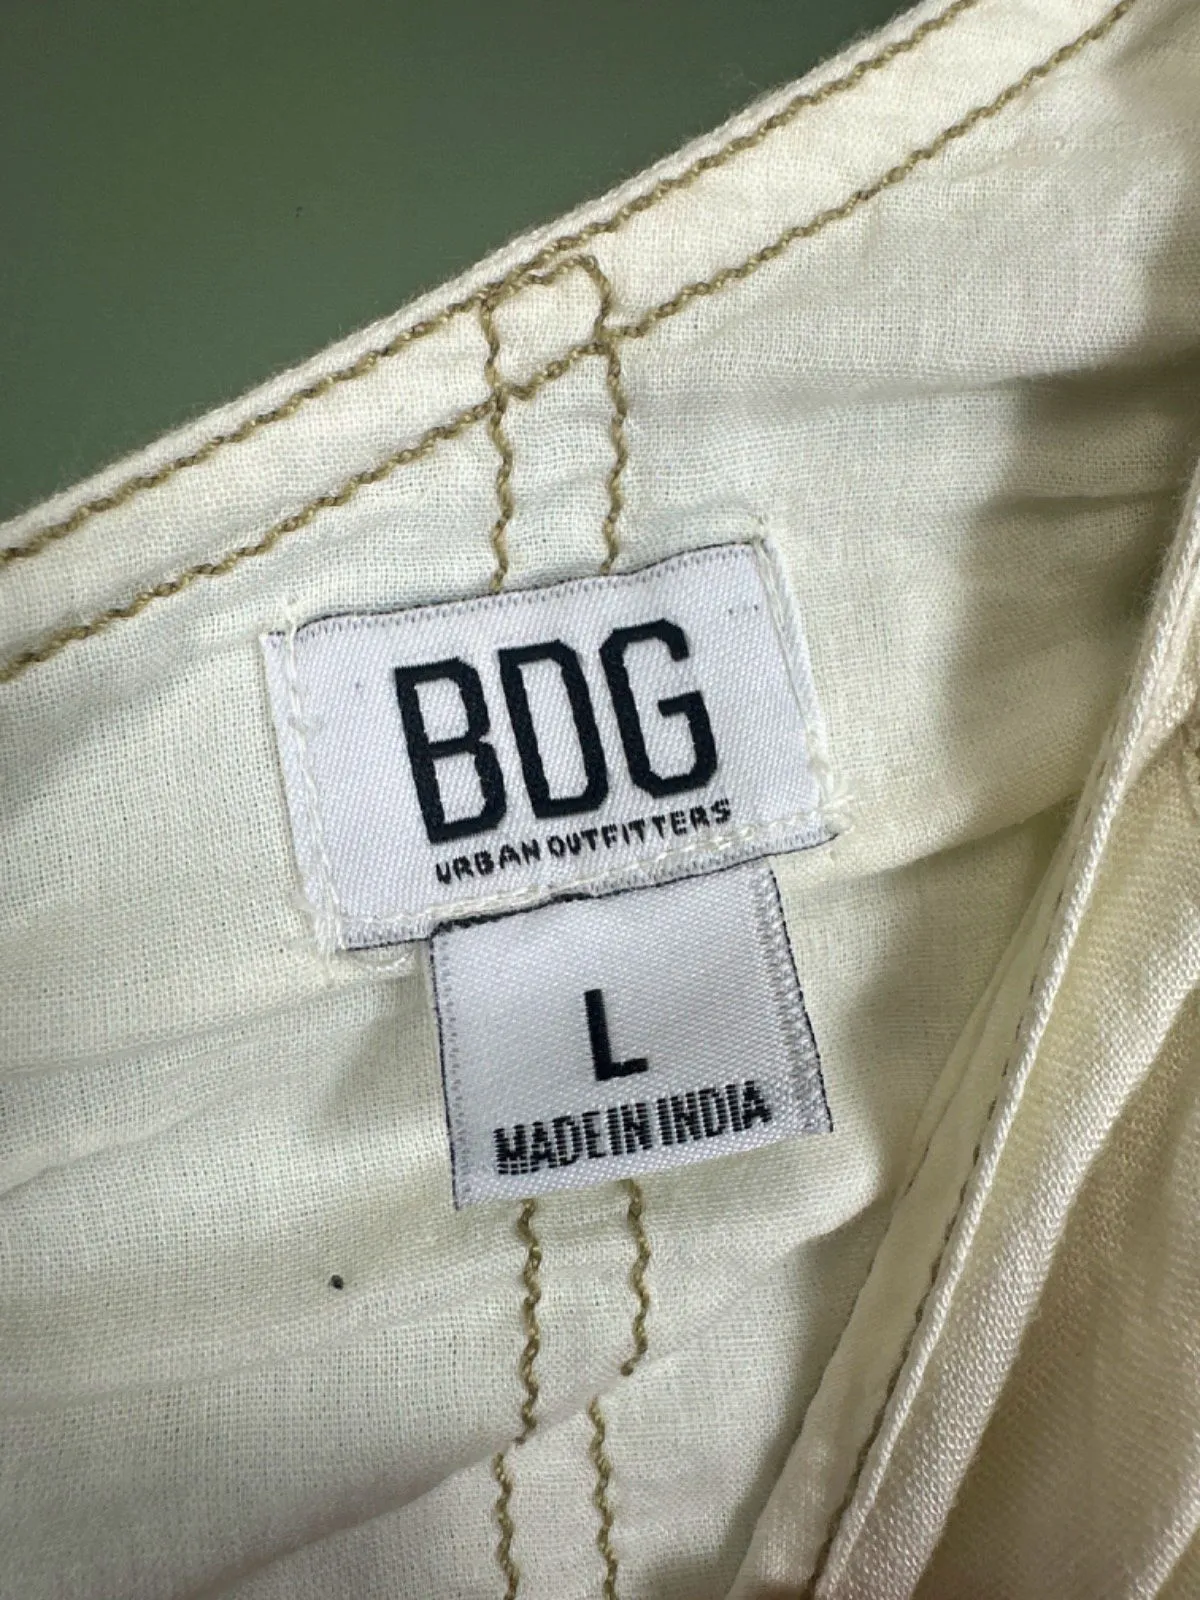 BDG
URBAN OUTFITTERS
L
MADE IN INDIA